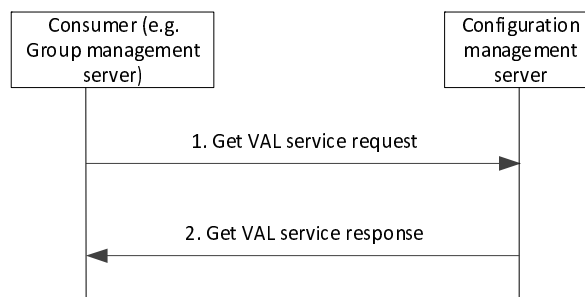 Consumer (e.g.
Group management
server)
Configuration
management
server
1. Get VAL service request
2. Get VAL service response